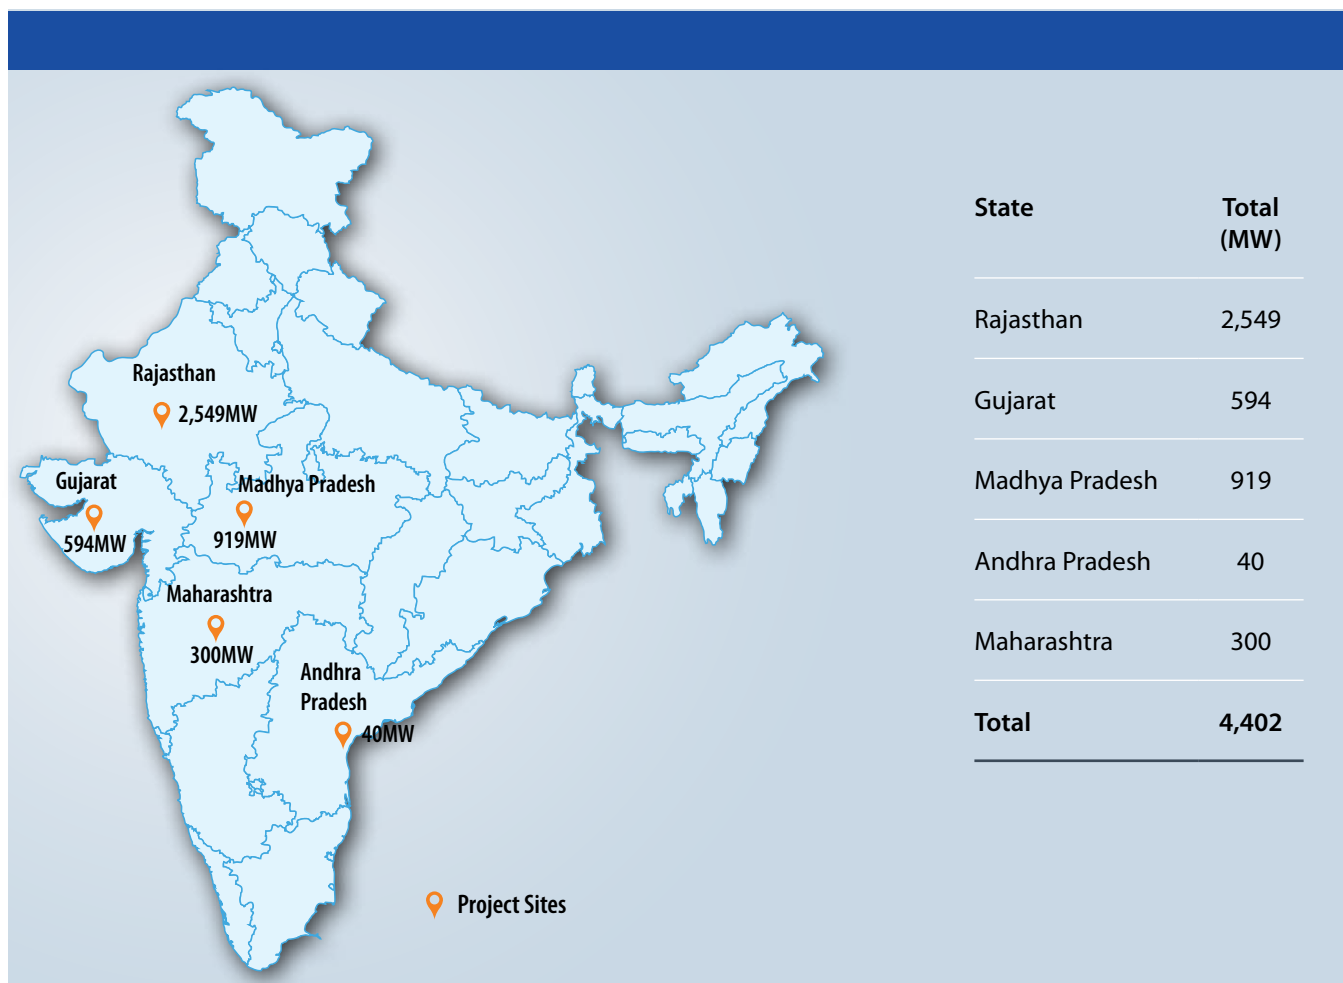 Rajasthan
2,549MW
Gujarat
594MW
Madhya Pradesh
919MW
Maharashtra
300MW
Andhra
Pradesh
40MW
Project Sites
State Total
(MW)
Rajasthan 2,549
Gujarat 594
Madhya Pradesh 919
Andhra Pradesh 40
Maharashtra 300
Total 4,402